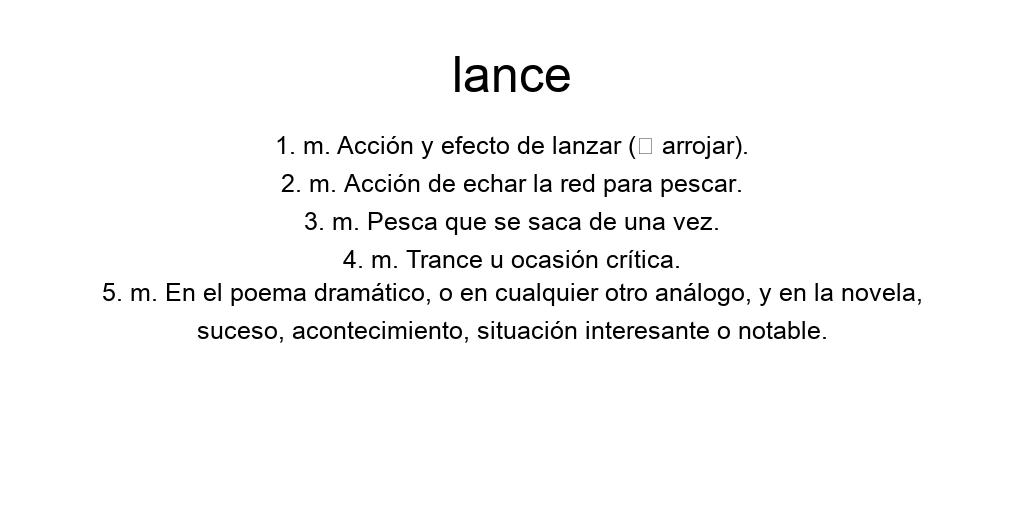 lance
1. m. Acción y efecto de lanzar (□ arrojar).
2. m. Acción de echar la red para pescar.
3. m. Pesca que se saca de una vez.
4. m. Trance u ocasión crítica.
5. m. En el poema dramático, o en cualquier otro análogo, y en la novela,
suceso, acontecimiento, situación interesante o notable.